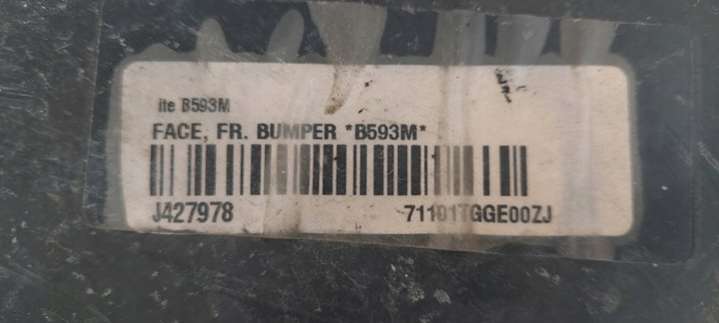 ite B593M
FACE, FR. BUMPER *B593M*
J427978 71101TGGE00ZJ